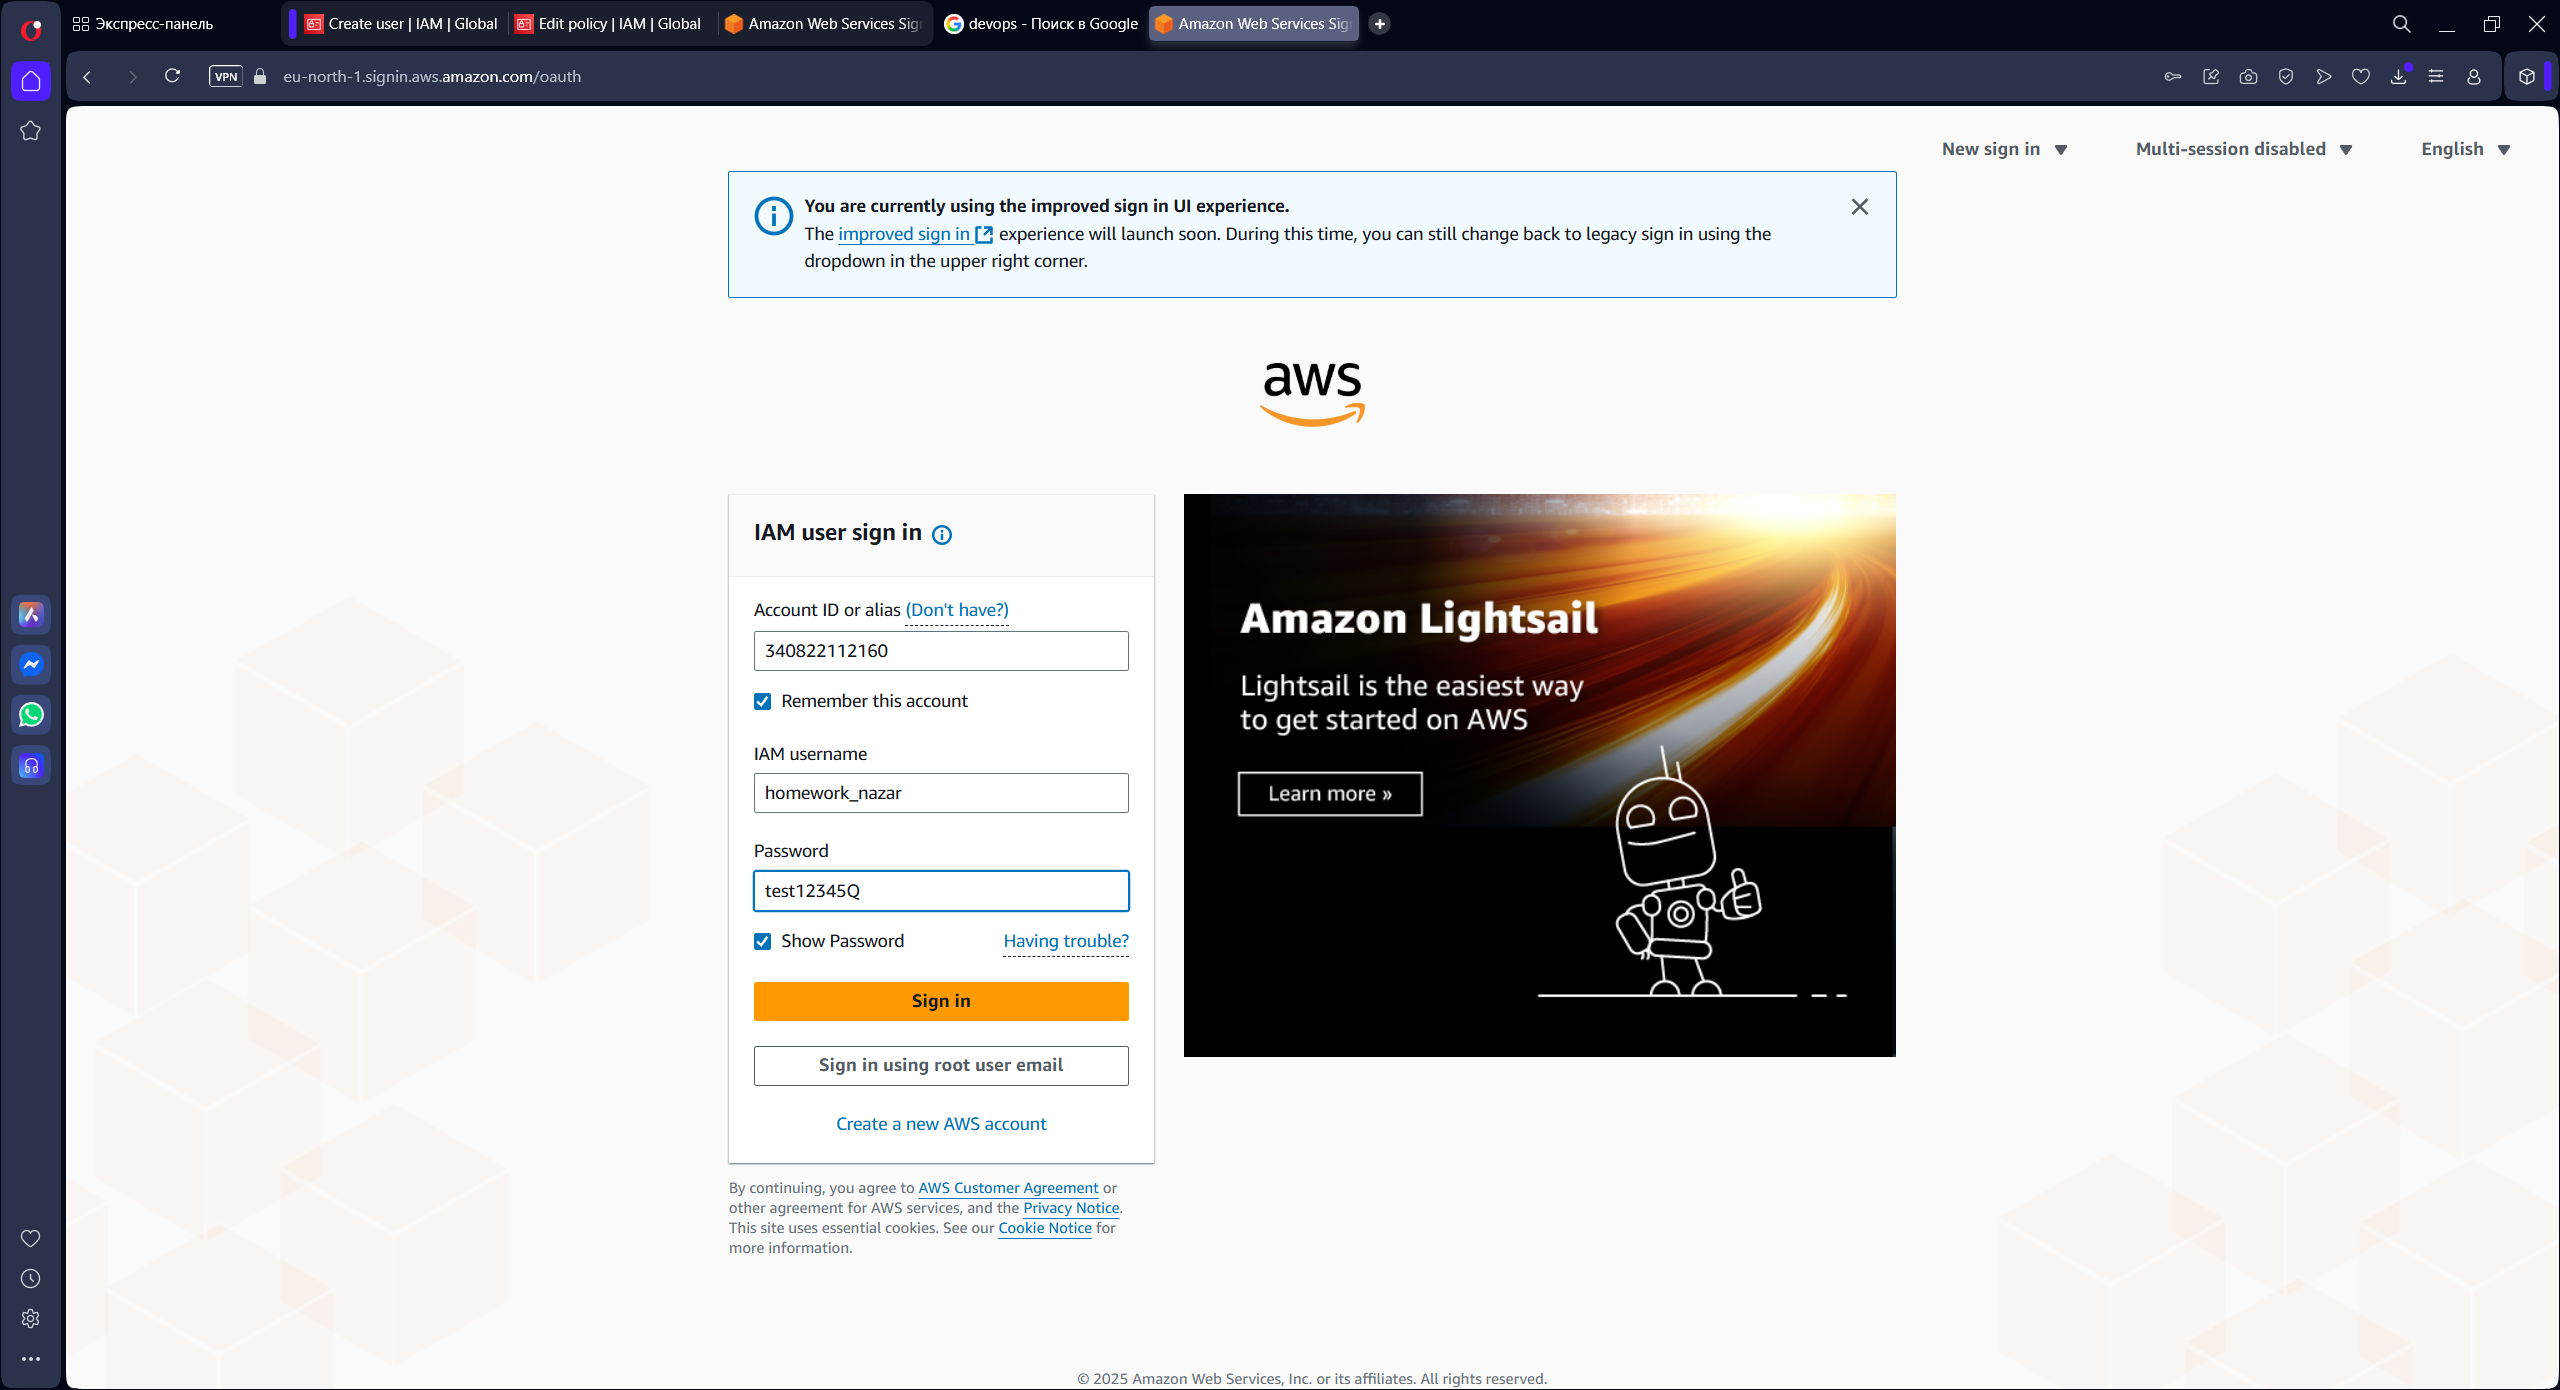 Экспресс-панель
Create user | IAM | Global
Edit policy | IAM | Global
Amazon Web Services Sig
devops - Поиск в Google
Amazon Web Services Sig
VPN
eu-north-1.signin.aws.amazon.com/oauth
New sign in
Multi-session disabled
English
You are currently using the improved sign in UI experience.
The improved sign in experience will launch soon. During this time, you can still change back to legacy sign in using the
dropdown in the upper right corner.
aws
IAM user sign in
Account ID or alias (Don't have?)
340822112160
Remember this account
IAM username
homework_nazar
Password
test12345Q
Show Password
Having trouble?
Sign in
Sign in using root user email
Create a new AWS account
By continuing, you agree to AWS Customer Agreement or
other agreement for AWS services, and the Privacy Notice.
This site uses essential cookies. See our Cookie Notice for
more information.
Amazon Lightsail
Lightsail is the easiest way
to get started on AWS
Learn more »
© 2025 Amazon Web Services, Inc. or its affiliates. All rights reserved.